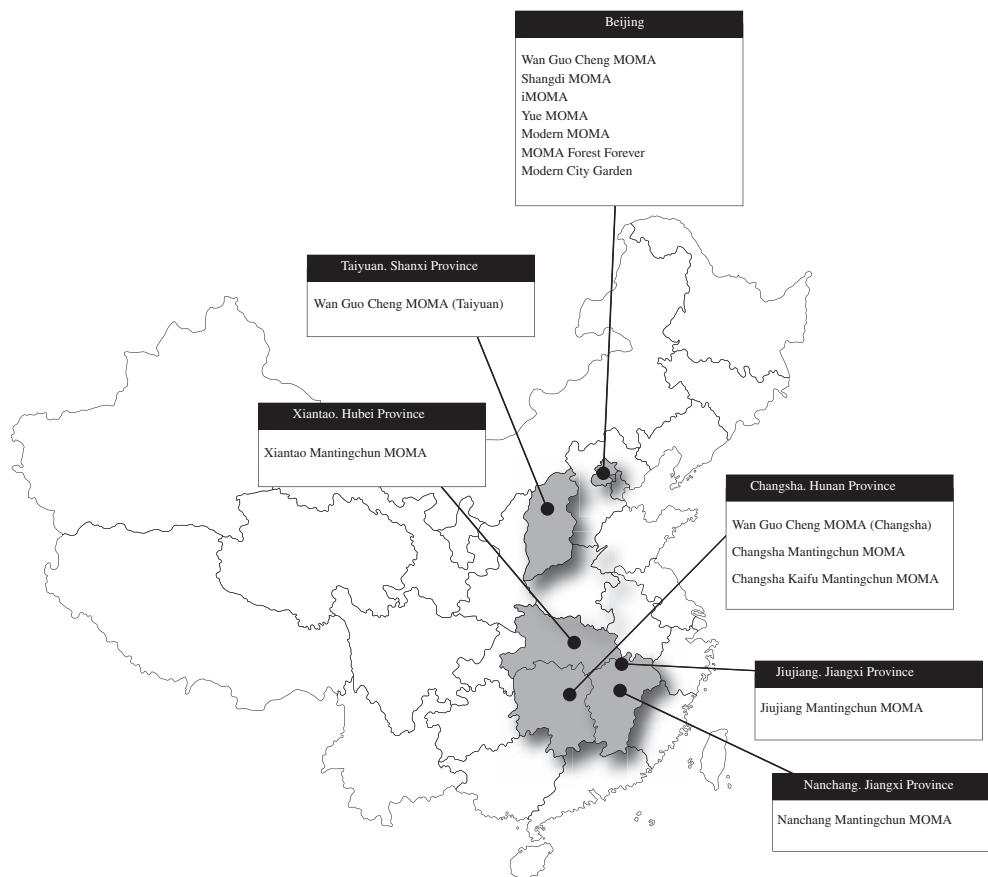 Beijing
Wan Guo Cheng MOMA
Shangdi MOMA
iMOMA
Yue MOMA
Modern MOMA
MOMA Forest Forever
Modern City Garden
Taiyuan. Shanxi Province
Wan Guo Cheng MOMA (Taiyuan)
Xiantao. Hubei Province
Xiantao Mantingchun MOMA
Changsha. Hunan Province
Wan Guo Cheng MOMA (Changsha)
Changsha Mantingchun MOMA
Changsha Kaifu Mantingchun MOMA
Jiujiang. Jiangxi Province
Jiujiang Mantingchun MOMA
Nanchang. Jiangxi Province
Nanchang Mantingchun MOMA